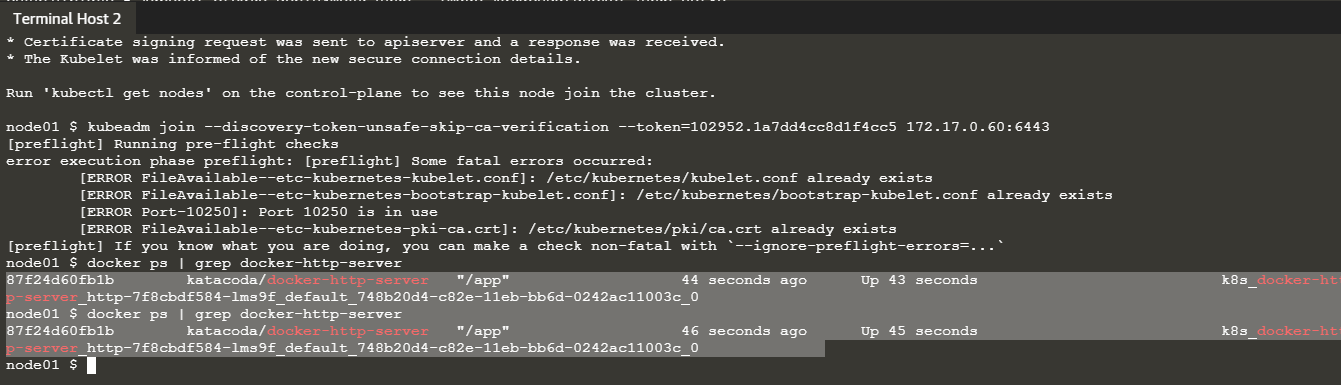 Terminal Host 2
* Certificate signing request was sent to apiserver and a response was received.
* The Kubelet was informed of the new secure connection details.
Run 'kubectl get nodes' on the control-plane to see this node join the cluster.
node01 $ kubeadm join --discovery-token-unsafe-skip-ca-verification --token=102952.1a7dd4cc8d1f4cc5 172.17.0.60:6443
[preflight] Running pre-flight checks
error execution phase preflight: [preflight] Some fatal errors occurred:
[ERROR FileAvailable--etc-kubernetes-kubelet.conf]: /etc/kubernetes/kubelet.conf already exists
[ERROR FileAvailable--etc-kubernetes-bootstrap-kubelet.conf]: /etc/kubernetes/bootstrap-kubelet.conf already exists
[ERROR Port-10250]: Port 10250 is in use
[ERROR FileAvailable--etc-kubernetes-pki-ca.crt]: /etc/kubernetes/pki/ca.crt already exists
[preflight] If you know what you are doing, you can make a check non-fatal with `--ignore-preflight-errors=...`
node01 $ docker ps | grep docker-http-server
87f24d60fb1b katacoda/docker-http-server "/app" 44 seconds ago Up 43 seconds k8s_docker-htt
p-server_http-7f8cbdf584-lms9f_default_748b20d4-c82e-11eb-bb6d-0242ac11003c_0
node01 $ docker ps | grep docker-http-server
87f24d60fb1b katacoda/docker-http-server "/app" 46 seconds ago Up 45 seconds k8s_docker-htt
p-server_http-7f8cbdf584-lms9f_default_748b20d4-c82e-11eb-bb6d-0242ac11003c_0
node01 $